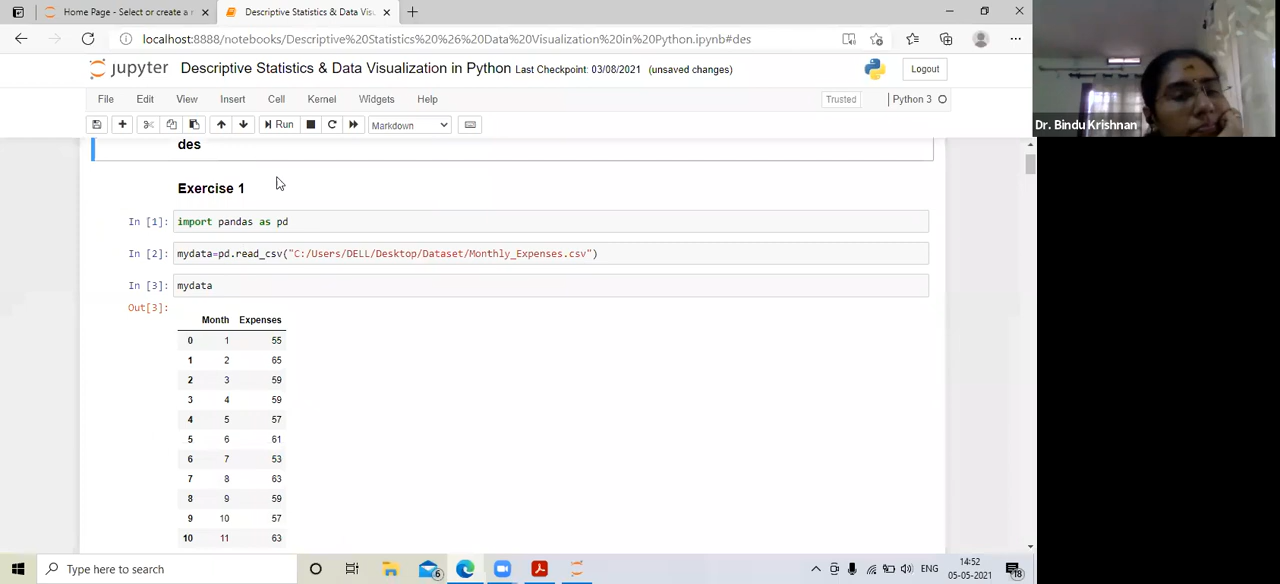 Home Page - Select or create a n
Descriptive Statistics & Data Vis
localhost:8888/notebooks/Descriptive%20Statistics%20%26%20Data%20Visualization%20in%20Python.ipynb#des
jupyter Descriptive Statistics & Data Visualization in Python Last Checkpoint: 03/08/2021 (unsaved changes)
Logout
File Edit View Insert Cell Kernel Widgets Help
Trusted
Python 3
Run
Markdown
Dr. Bindu Krishnan
des
Exercise 1
In [1]: import pandas as pd
In [2]: mydata=pd.read_csv("C:/Users/DELL/Desktop/Dataset/Monthly_Expenses.csv")
In [3]: mydata
Out[3]:
Month Expenses
0 1 55
1 2 65
2 3 59
3 4 59
4 5 57
5 6 61
6 7 53
7 8 63
8 9 59
9 10 57
10 11 63
Type here to search
6
ENG
14:52
05-05-2021
18